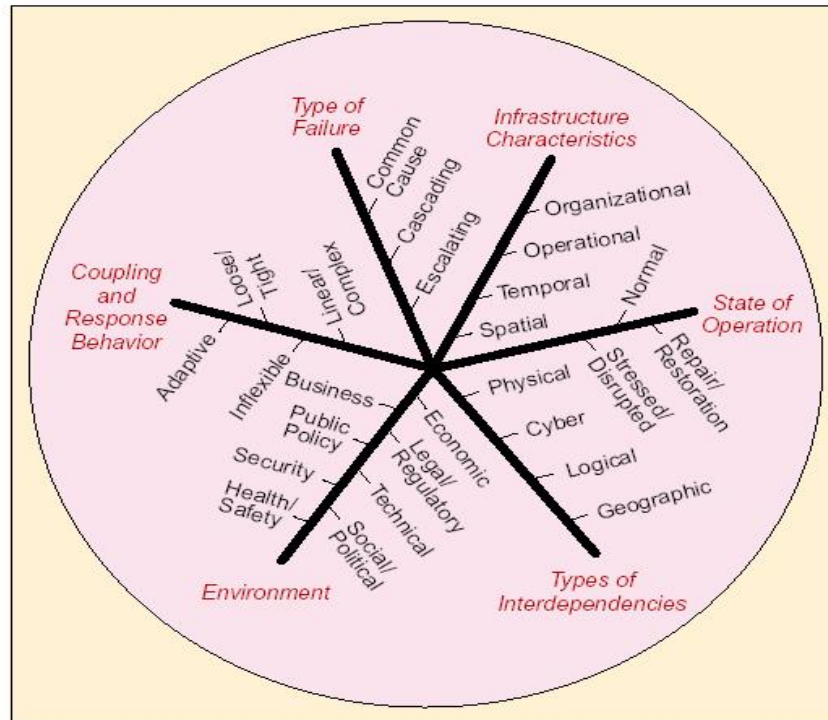 Type of
Failure
Common
Cause
Cascading
Escalating
Infrastructure
Characteristics
Organizational
Operational
Temporal
Spatial
State of
Operation
Normal
Repair/
Restoration
Stressed/
Disrupted
Types of
Interdependencies
Physical
Cyber
Logical
Geographic
Environment
Business
Public
Policy
Security
Health/
Safety
Economic
Legal/
Regulatory
Technical
Social/
Political
Coupling
and
Response
Behavior
Adaptive
Loose/
Tight
Inflexible
Linear/
Complex